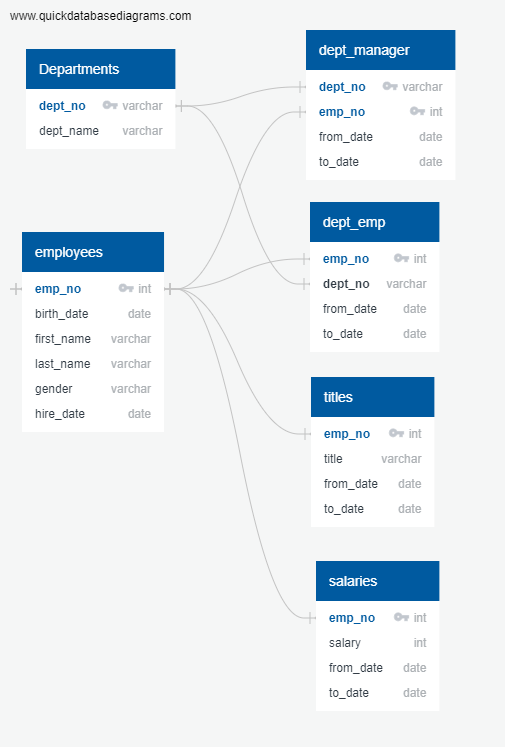 www.quickdatabasediagrams.com
Departments
dept_no varchar
dept_name varchar
employees
emp_no int
birth_date date
first_name varchar
last_name varchar
gender varchar
hire_date date
dept_manager
dept_no varchar
emp_no int
from_date date
to_date date
dept_emp
emp_no int
dept_no varchar
from_date date
to_date date
titles
emp_no int
title varchar
from_date date
to_date date
salaries
emp_no int
salary int
from_date date
to_date date